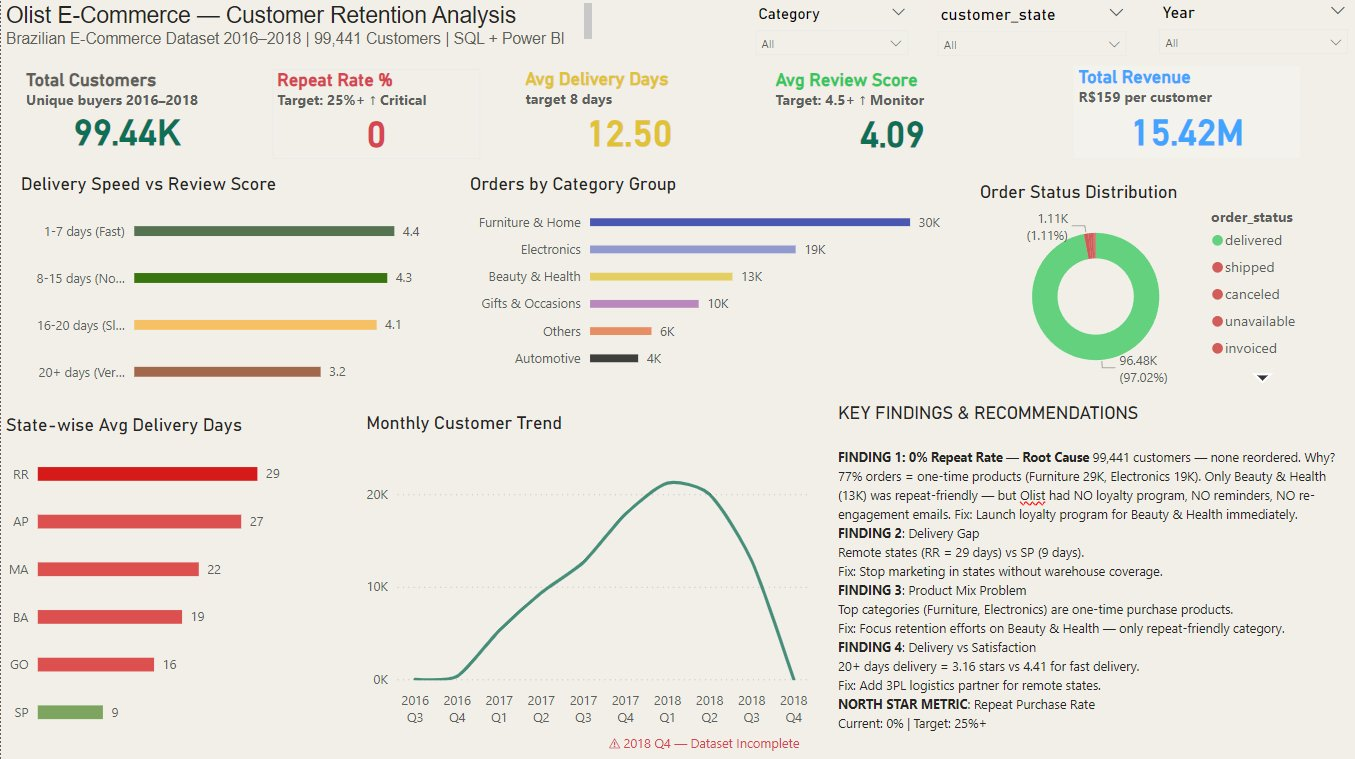 Olist E-Commerce — Customer Retention Analysis
Brazilian E-Commerce Dataset 2016–2018 | 99,441 Customers | SQL + Power BI
Category
All
customer_state
All
Year
All
Total Customers
Unique buyers 2016–2018
99.44K
Repeat Rate %
Target: 25%+ ↑ Critical
0
Avg Delivery Days
target 8 days
12.50
Avg Review Score
Target: 4.5+ ↑ Monitor
4.09
Total Revenue
R$159 per customer
15.42M
Delivery Speed vs Review Score
1-7 days (Fast) 4.4
8-15 days (No... 4.3
16-20 days (Sl... 4.1
20+ days (Ver... 3.2
Orders by Category Group
Furniture & Home 30K
Electronics 19K
Beauty & Health 13K
Gifts & Occasions 10K
Others 6K
Automotive 4K
Order Status Distribution
1.11K
(1.11%)
96.48K
(97.02%)
order_status
delivered
shipped
canceled
unavailable
invoiced
State-wise Avg Delivery Days
RR 29
AP 27
MA 22
BA 19
GO 16
SP 9
Monthly Customer Trend
20K
10K
0K
2016 2016 2017 2017 2017 2017 2018 2018 2018 2018
Q3 Q4 Q1 Q2 Q3 Q4 Q1 Q2 Q3 Q4
⚠ 2018 Q4 — Dataset Incomplete
KEY FINDINGS & RECOMMENDATIONS
FINDING 1: 0% Repeat Rate — Root Cause 99,441 customers — none reordered. Why?
77% orders = one-time products (Furniture 29K, Electronics 19K). Only Beauty & Health
(13K) was repeat-friendly — but Olist had NO loyalty program, NO reminders, NO re-
engagement emails. Fix: Launch loyalty program for Beauty & Health immediately.
FINDING 2: Delivery Gap
Remote states (RR = 29 days) vs SP (9 days).
Fix: Stop marketing in states without warehouse coverage.
FINDING 3: Product Mix Problem
Top categories (Furniture, Electronics) are one-time purchase products.
Fix: Focus retention efforts on Beauty & Health — only repeat-friendly category.
FINDING 4: Delivery vs Satisfaction
20+ days delivery = 3.16 stars vs 4.41 for fast delivery.
Fix: Add 3PL logistics partner for remote states.
NORTH STAR METRIC: Repeat Purchase Rate
Current: 0% | Target: 25%+